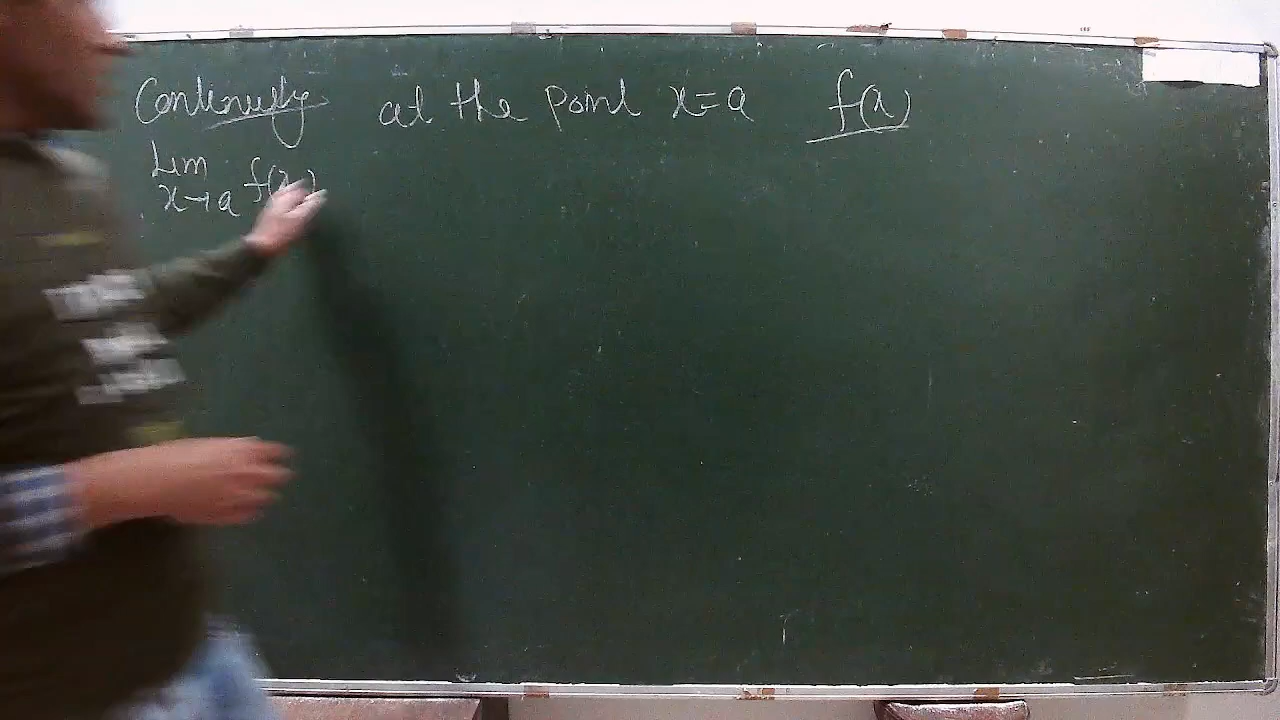 Continuity at the point x=a f(x)
Lim
x→a f(x)